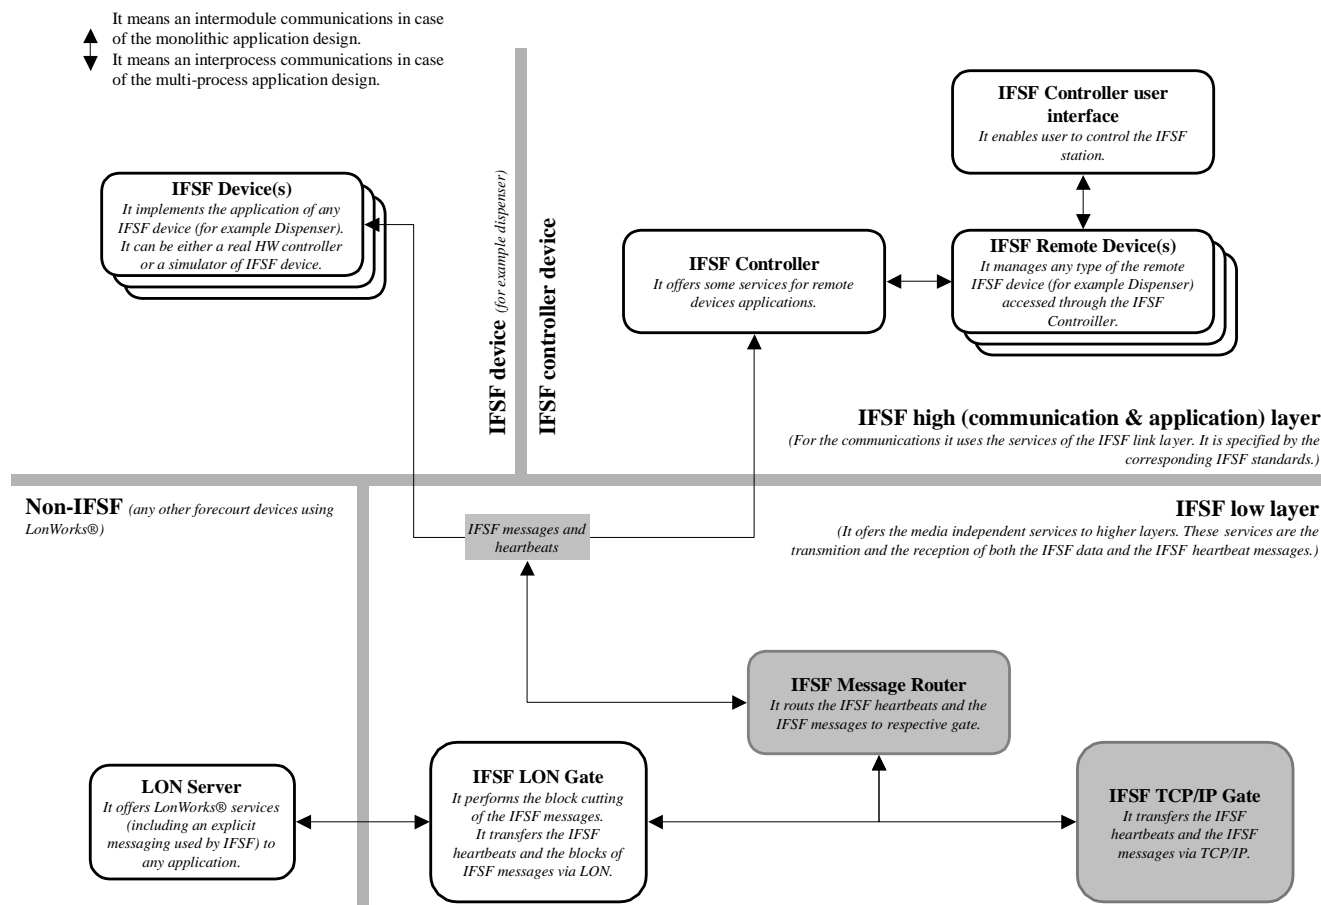 It means an intermodule communications in case
of the monolithic application design.
It means an interprocess communications in case
of the multi-process application design.
IFSF Controller user
interface
It enables user to control the IFSF
station.
IFSF Device(s)
It implements the application of any
IFSF device (for example Dispenser).
It can be either a real HW controller
or a simulator of IFSF device.
IFSF device (for example dispenser)
IFSF controller device
IFSF Controller
It offers some services for remote
devices applications.
IFSF Remote Device(s)
It manages any type of the remote
IFSF device (for example Dispenser)
accessed through the IFSF
Controiller.
IFSF high (communication & application) layer
(For the communications it uses the services of the IFSF link layer. It is specified by the
corresponding IFSF standards.)
Non-IFSF (any other forecourt devices using
LonWorks®)
IFSF messages and
heartbeats
IFSF low layer
(It ofers the media independent services to higher layers. These services are the
transmition and the reception of both the IFSF data and the IFSF heartbeat messages.)
IFSF Message Router
It routs the IFSF heartbeats and the
IFSF messages to respective gate.
LON Server
It offers LonWorks® services
(including an explicit
messaging used by IFSF) to
any application.
IFSF LON Gate
It performs the block cutting
of the IFSF messages.
It transfers the IFSF
heartbeats and the blocks of
IFSF messages via LON.
IFSF TCP/IP Gate
It transfers the IFSF
heartbeats and the IFSF
messages via TCP/IP.